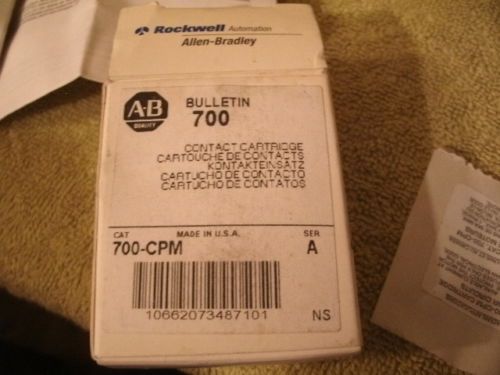 Rockwell Automation
Allen-Bradley
A-B
QUALITY
BULLETIN
700
CONTACT CARTRIDGE
CARTOUCHE DE CONTACTS
KONTAKTEINSATZ
CARTUCHO DE CONTACTO
CARTUCHO DE CONTATOS
CAT MADE IN U.S.A. SER
700-CPM A
10662073487101 NS